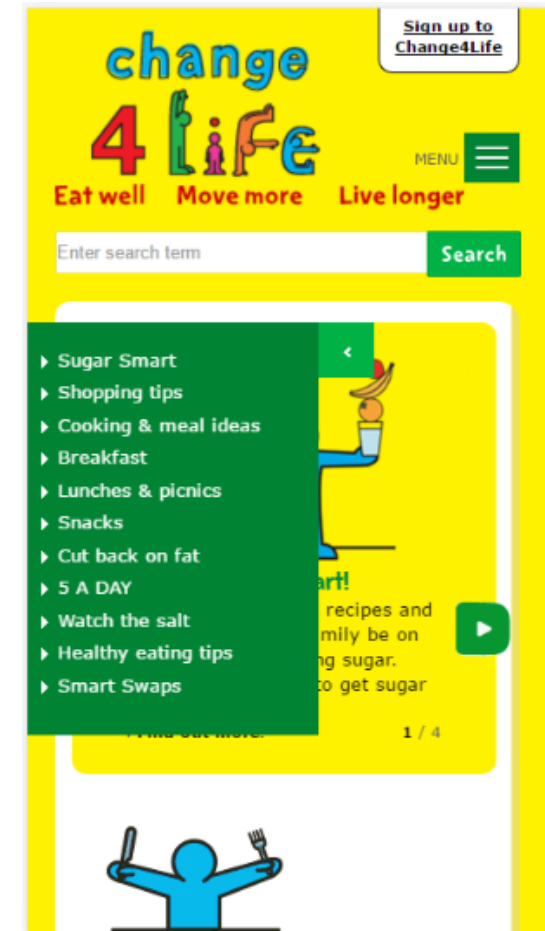 Sign up to
Change4Life
change
4 LiFe
MENU
Eat well Move more Live longer
Enter search term
Search
Sugar Smart
Shopping tips
Cooking & meal ideas
Breakfast
Lunches & picnics
Snacks
Cut back on fat
5 A DAY
Watch the salt
Healthy eating tips
Smart Swaps
art!
recipes and
mily be on
ng sugar.
to get sugar
1 / 4